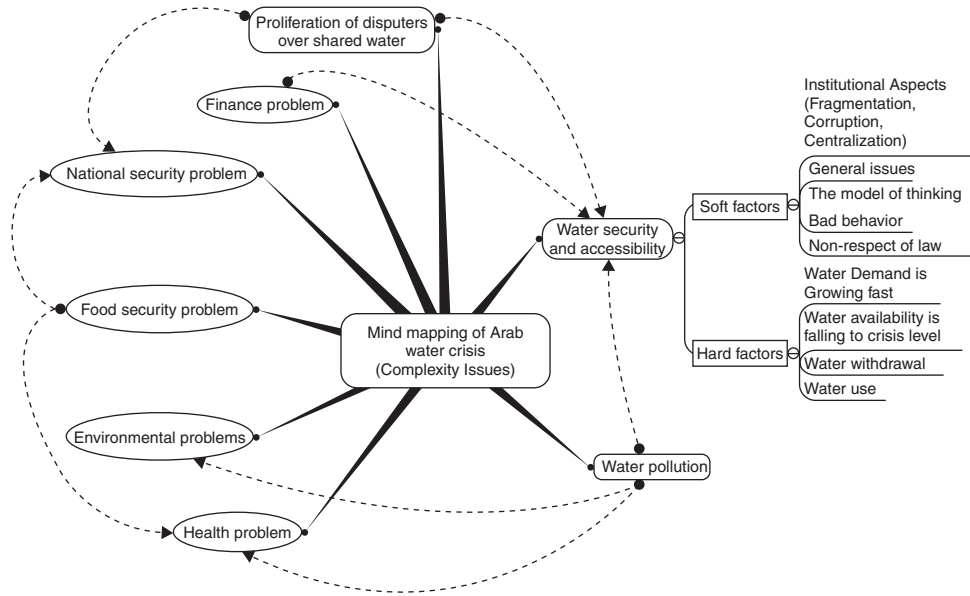 Proliferation of disputers
over shared water
Finance problem
National security problem
Food security problem
Environmental problems
Health problem
Mind mapping of Arab
water crisis
(Complexity Issues)
Water security
and accessibility
Water pollution
Soft factors
Institutional Aspects
(Fragmentation,
Corruption,
Centralization)
General issues
The model of thinking
Bad behavior
Non-respect of law
Hard factors
Water Demand is
Growing fast
Water availability is
falling to crisis level
Water withdrawal
Water use